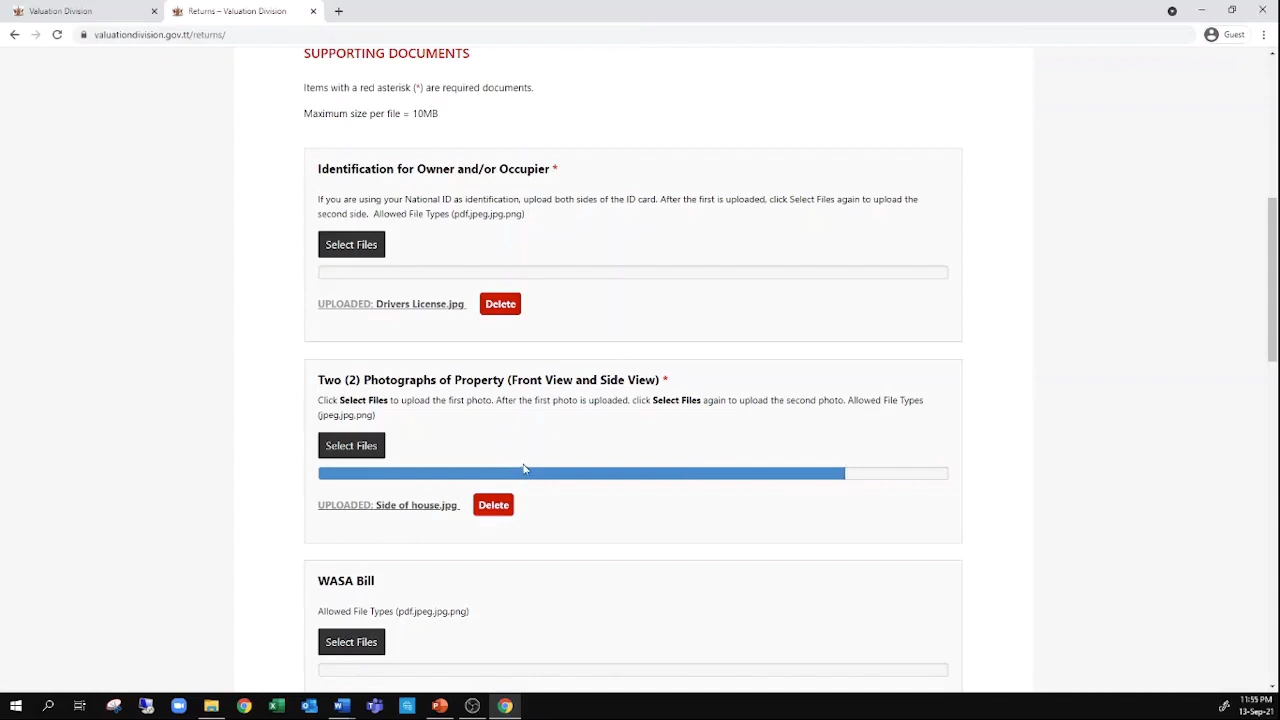 Valuation Division
Returns – Valuation Division
valuationdivision.gov.tt/returns/
Guest
SUPPORTING DOCUMENTS
Items with a red asterisk (*) are required documents.
Maximum size per file = 10MB
Identification for Owner and/or Occupier *
If you are using your National ID as identification, upload both sides of the ID card. After the first is uploaded, click Select Files again to upload the
second side. Allowed File Types (pdf,jpeg,jpg,png)
Select Files
UPLOADED: Drivers License.jpg Delete
Two (2) Photographs of Property (Front View and Side View) *
Click Select Files to upload the first photo. After the first photo is uploaded, click Select Files again to upload the second photo. Allowed File Types
(jpeg,jpg,png)
Select Files
UPLOADED: Side of house.jpg Delete
WASA Bill
Allowed File Types (pdf,jpeg,jpg,png)
Select Files
11:55 PM
13-Sep-21